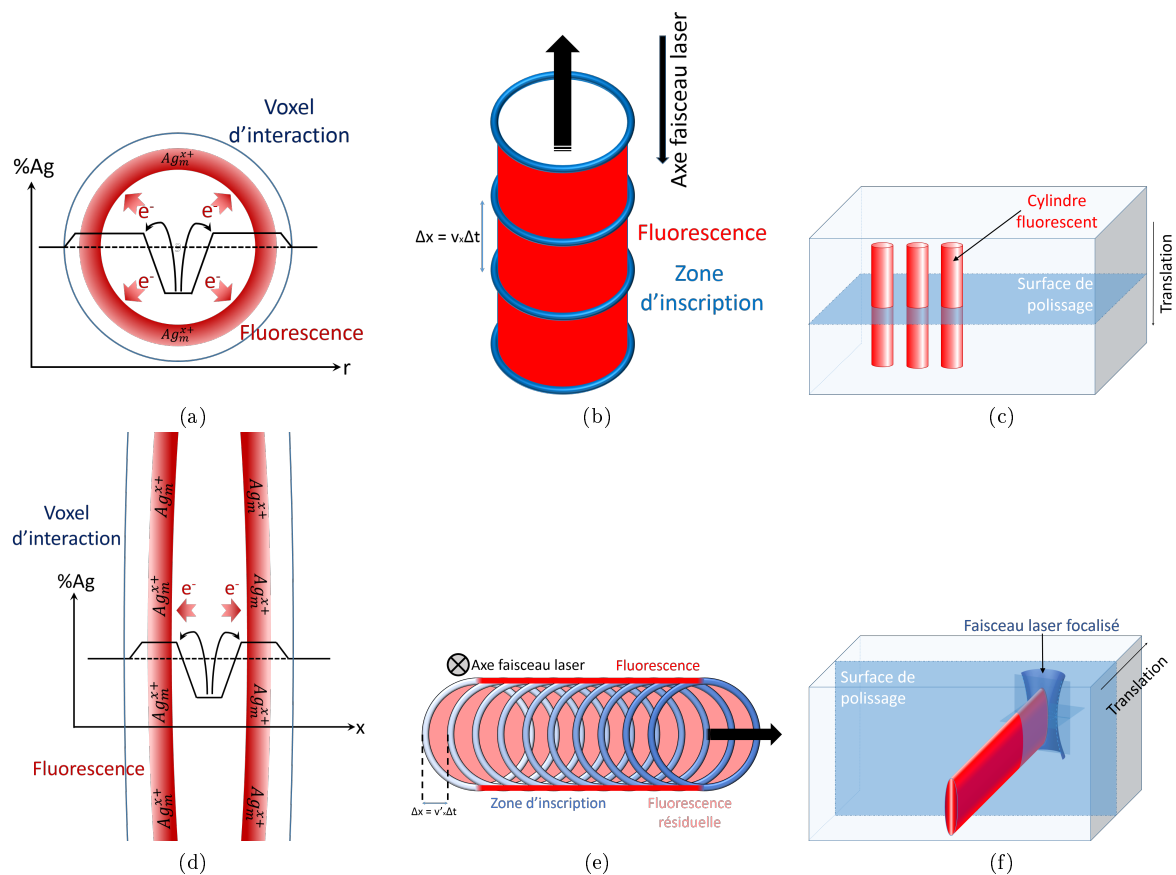 Voxel
d’interaction
%Ag
Ag_m^{x+}
e⁻
e⁻
e⁻
e⁻
Ag_m^{x+}
Fluorescence
r
(a)
Axe faisceau laser
Δx = vₓΔt
Fluorescence
Zone
d’inscription
(b)
Cylindre
fluorescent
Surface de
polissage
Translation
(c)
Voxel
d’interaction
%Ag
Ag_m^{x+}
Ag_m^{x+}
Ag_m^{x+}
Ag_m^{x+}
e⁻
e⁻
Ag_m^{x+}
Ag_m^{x+}
x
Fluorescence
Ag_m^{x+}
Ag_m^{x+}
(d)
Axe faisceau laser
Fluorescence
Δx = v'ₓΔt
Zone d’inscription
Fluorescence
résiduelle
(e)
Faisceau laser focalisé
Surface de
polissage
Translation
(f)